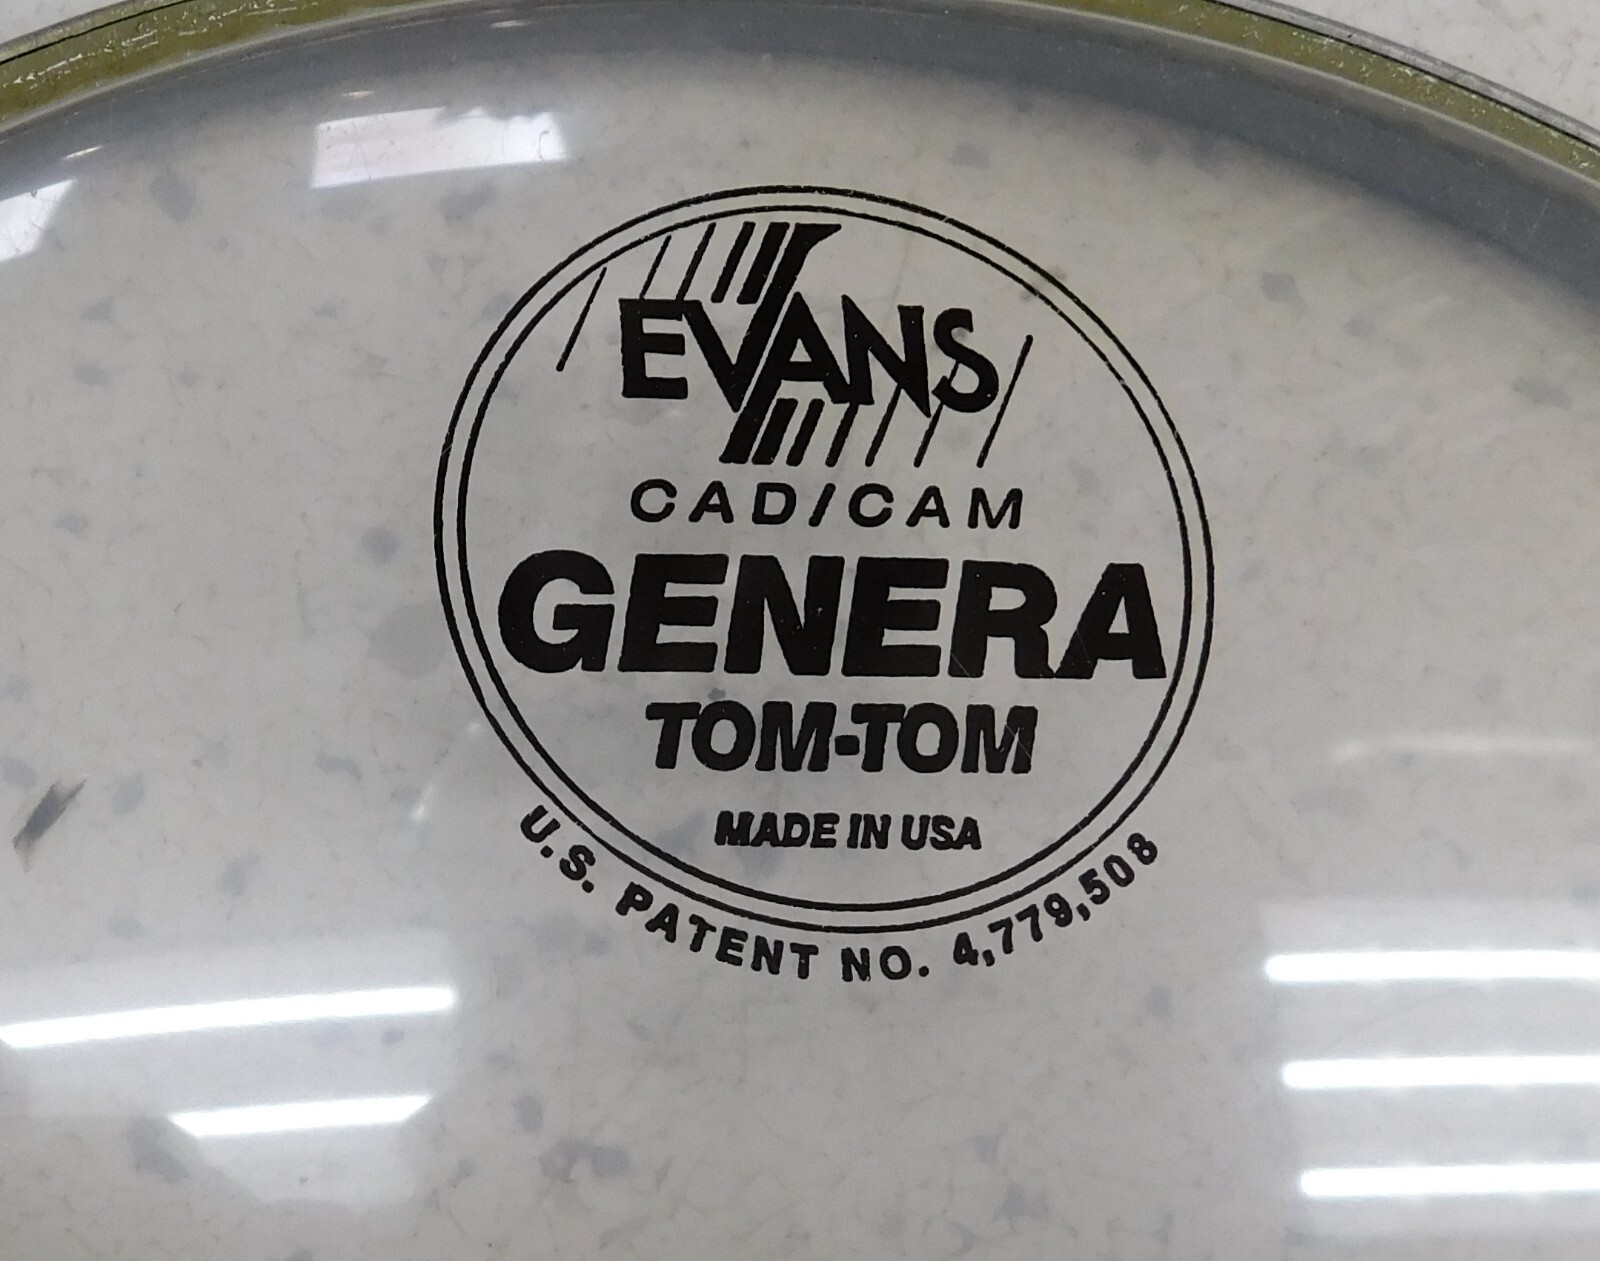 EVANS
CAD/CAM
GENERA
TOM-TOM
MADE IN USA
U.S. PATENT NO. 4,779,508